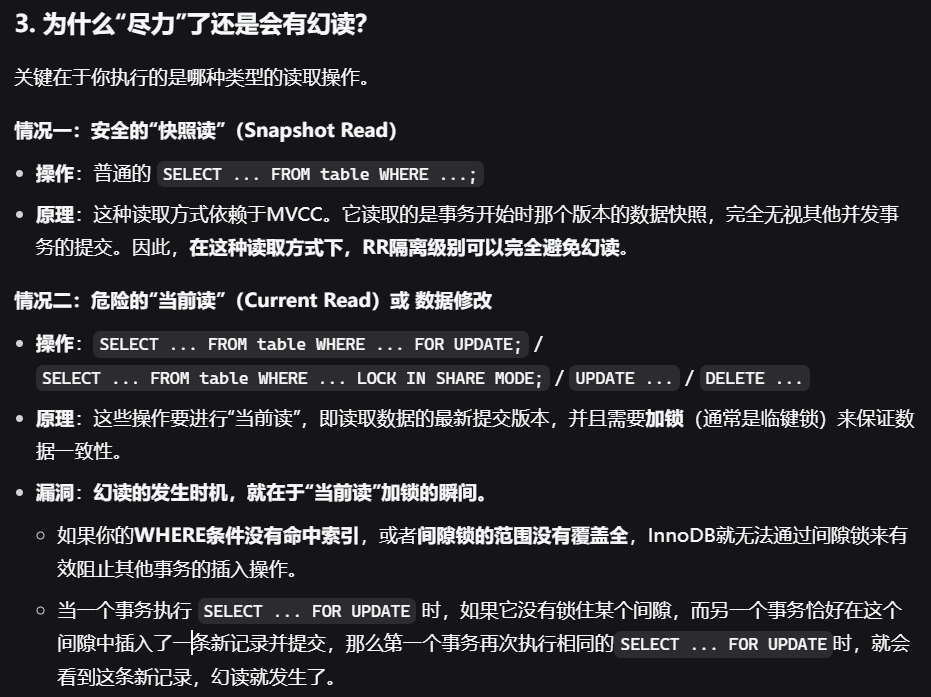 3. 为什么“尽力”了还是会有幻读?
关键在于你执行的是哪种类型的读取操作。
情况一：安全的“快照读”（Snapshot Read）
操作：普通的 SELECT ... FROM table WHERE ...;
原理：这种读取方式依赖于MVCC。它读取的是事务开始时那个版本的数据快照，完全无视其他并发事
务的提交。因此，在这种读取方式下，RR隔离级别可以完全避免幻读。
情况二：危险的“当前读”（Current Read）或 数据修改
操作： SELECT ... FROM table WHERE ... FOR UPDATE; /
SELECT ... FROM table WHERE ... LOCK IN SHARE MODE; / UPDATE ... / DELETE ...
原理：这些操作要进行“当前读”，即读取数据的最新提交版本，并且需要加锁（通常是临键锁）来保证数
据一致性。
漏洞：幻读的发生时机，就在于“当前读”加锁的瞬间。
如果你的WHERE条件没有命中索引，或者间隙锁的范围没有覆盖全，InnoDB就无法通过间隙锁来有
效阻止其他事务的插入操作。
当一个事务执行 SELECT ... FOR UPDATE 时，如果它没有锁住某个间隙，而另一个事务恰好在这个
间隙中插入了一条新记录并提交，那么第一个事务再次执行相同的 SELECT ... FOR UPDATE 时，就会
看到这条新记录，幻读就发生了。